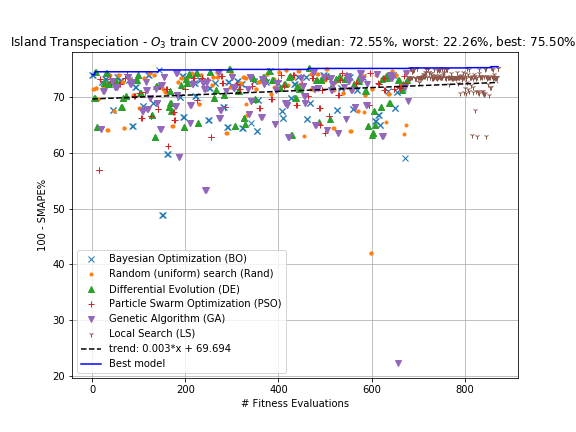 Island Transpeciation - O₃ train CV 2000-2009 (median: 72.55%, worst: 22.26%, best: 75.50%
100 - SMAPE%
70
60
50
40
30
20
Bayesian Optimization (BO)
Random (uniform) search (Rand)
Differential Evolution (DE)
Particle Swarm Optimization (PSO)
Genetic Algorithm (GA)
Local Search (LS)
trend: 0.003*x + 69.694
Best model
0 200 400 600 800
# Fitness Evaluations